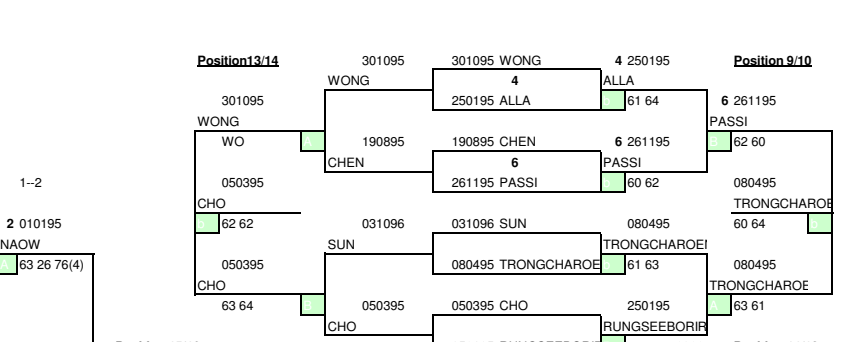 Position13/14 301095 301095 WONG 4 250195 Position 9/10
WONG 4 ALLA
301095 250195 ALLA 61 64 6 261195
WONG PASSI
WO 190895 190895 CHEN 6 261195 62 60
CHEN 6 PASSI
1--2 050395 261195 PASSI 60 62 080495
CHO TRONGCHAROE
2 010195 62 62 031096 031096 SUN 080495 60 64
NAOW SUN TRONGCHAROEI
63 26 76(4) 050395 080495 TRONGCHAROE 61 63 080495
CHO TRONGCHAROE
63 64 050395 050395 CHO 250195 63 61
CHO RUNGSEEBORIR